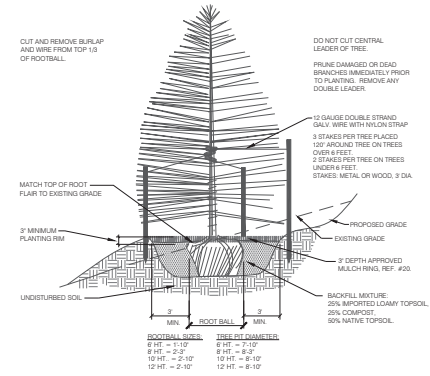 CUT AND REMOVE BURLAP
AND WIRE FROM TOP 1/3
OF ROOTBALL.
DO NOT CUT CENTRAL
LEADER OF TREE.
PRUNE DAMAGED OR DEAD
BRANCHES IMMEDIATELY PRIOR
TO PLANTING. REMOVE ANY
DOUBLE LEADER.
12 GAUGE DOUBLE STRAND
GALV. WIRE WITH NYLON STRAP
3 STAKES PER TREE PLACED
120° AROUND TREE ON TREES
OVER 6 FEET.
2 STAKES PER TREE ON TREES
UNDER 6 FEET.
STAKES: METAL OR WOOD, 3' DIA.
MATCH TOP OF ROOT
FLAIR TO EXISTING GRADE
3" MINIMUM
PLANTING RIM
PROPOSED GRADE
EXISTING GRADE
3" DEPTH APPROVED
MULCH RING, REF. #20.
UNDISTURBED SOIL
BACKFILL MIXTURE:
25% IMPORTED LOAMY TOPSOIL,
25% COMPOST,
50% NATIVE TOPSOIL.
3'
MIN.
ROOT BALL
3'
MIN.
ROOTBALL SIZES:
6' HT. = 1'-10"
8' HT. = 2'-3"
10' HT.. = 2'-10"
12' HT. = 2'-10"
TREE PIT DIAMETER:
6' HT. = 7'-10"
8' HT. = 8'-3"
10' HT. = 8'-10"
12' HT. = 8'-10"